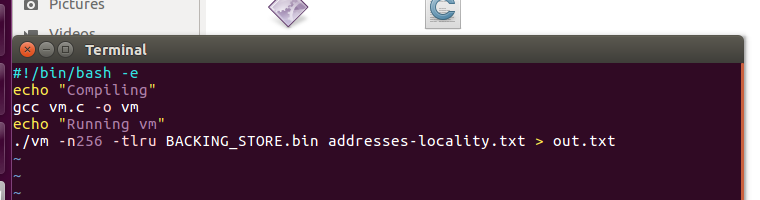 Pictures
Videos
Terminal
#!/bin/bash -e
echo "Compiling"
gcc vm.c -o vm
echo "Running vm"
./vm -n256 -tlru BACKING_STORE.bin addresses-locality.txt > out.txt
~
~
~